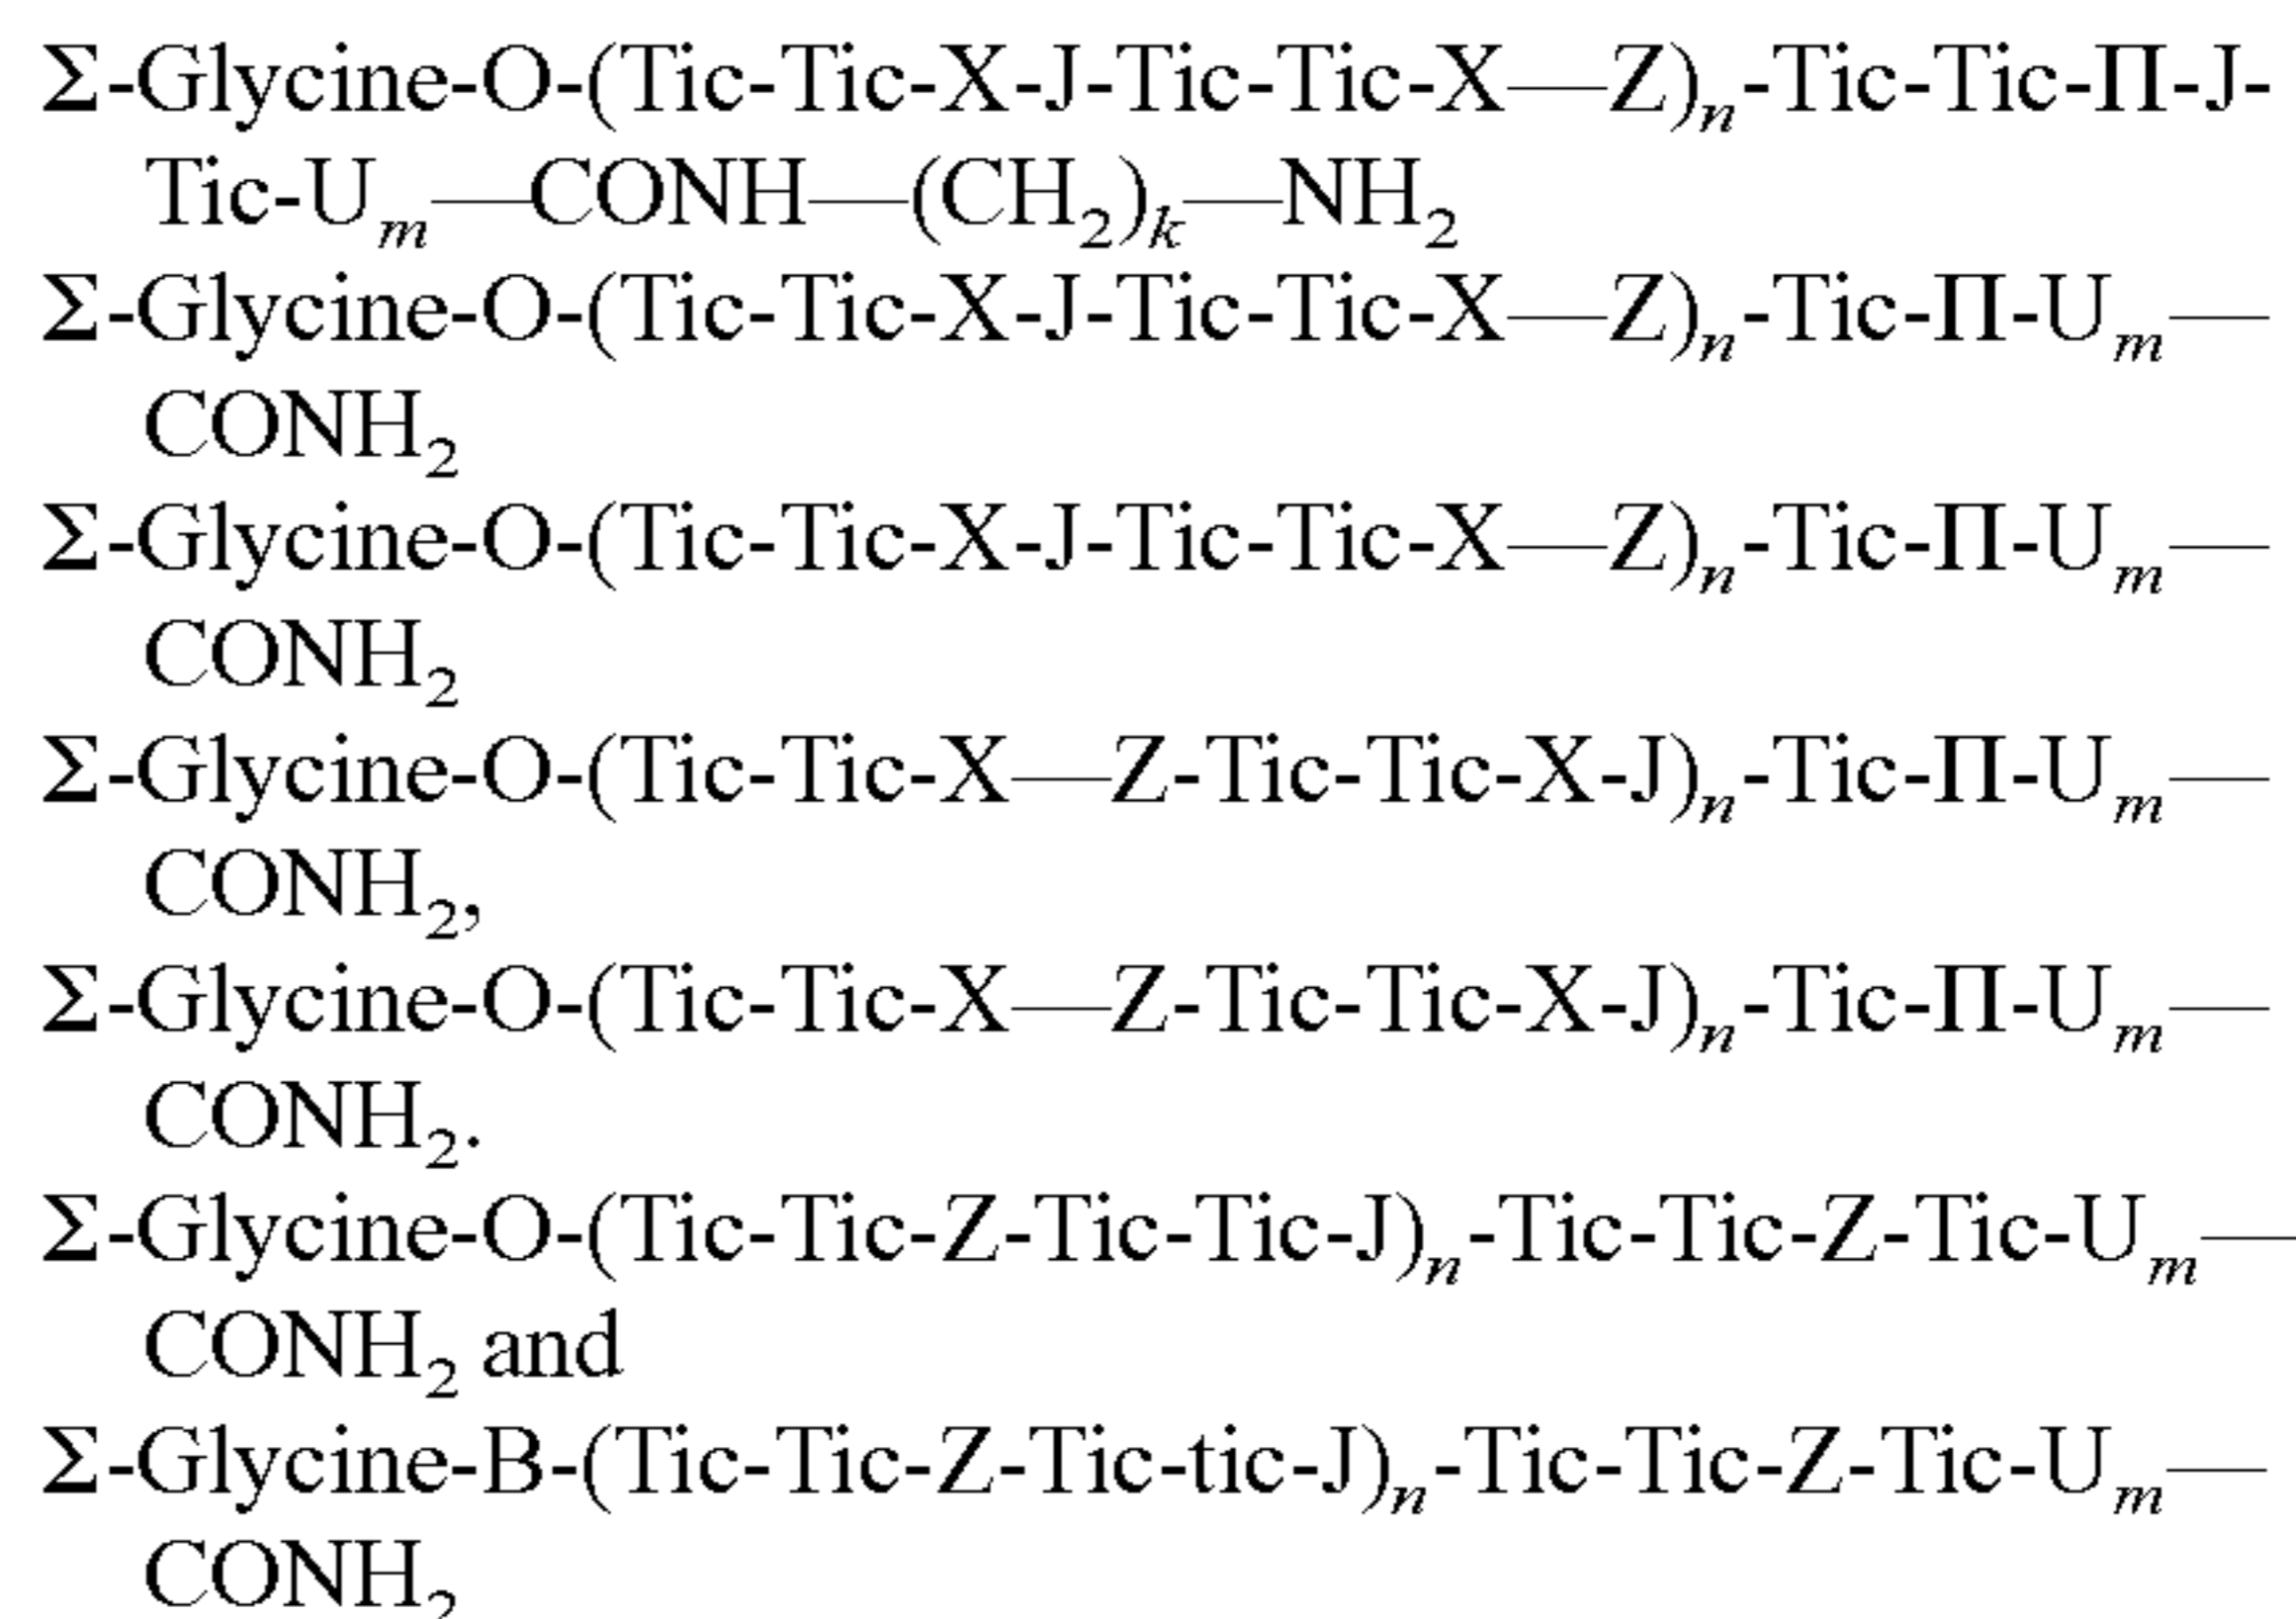 Σ-Glycine-O-(Tic-Tic-X-J-Tic-Tic-X—Z)n-Tic-Tic-Π-J-
Tic-Um—CONH—(CH2)k—NH2
Σ-Glycine-O-(Tic-Tic-X-J-Tic-Tic-X—Z)n-Tic-Π-Um—
CONH2
Σ-Glycine-O-(Tic-Tic-X-J-Tic-Tic-X—Z)n-Tic-Π-Um—
CONH2
Σ-Glycine-O-(Tic-Tic-X—Z-Tic-Tic-X-J)n-Tic-Π-Um—
CONH2,
Σ-Glycine-O-(Tic-Tic-X—Z-Tic-Tic-X-J)n-Tic-Π-Um—
CONH2.
Σ-Glycine-O-(Tic-Tic-Z-Tic-Tic-J)n-Tic-Tic-Z-Tic-Um—
CONH2 and
Σ-Glycine-B-(Tic-Tic-Z-Tic-tic-J)n-Tic-Tic-Z-Tic-Um—
CONH2